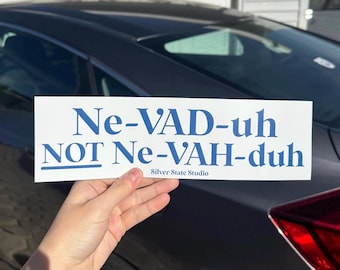 Ne-VAD-uh
NOT Ne-VAH-duh
Silver State Studio